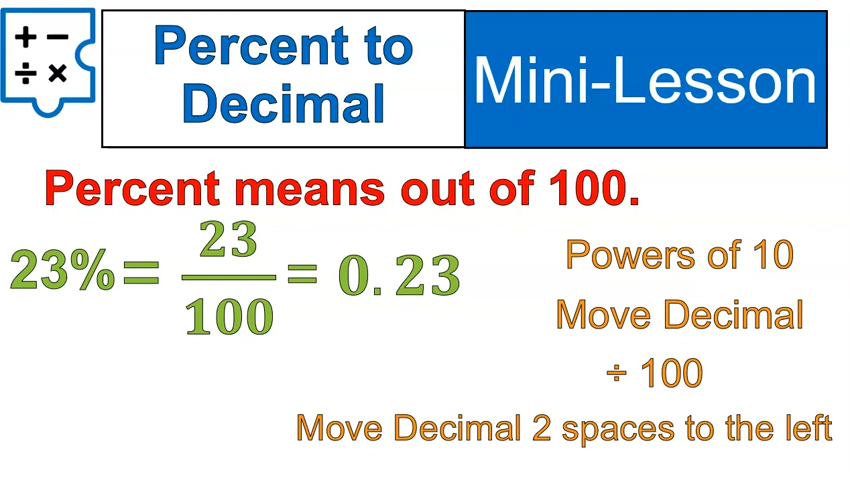 + −
÷ ×
Percent to
Decimal
Mini-Lesson
Percent means out of 100.
23% = 23/100 = 0.23
Powers of 10
Move Decimal
÷ 100
Move Decimal 2 spaces to the left